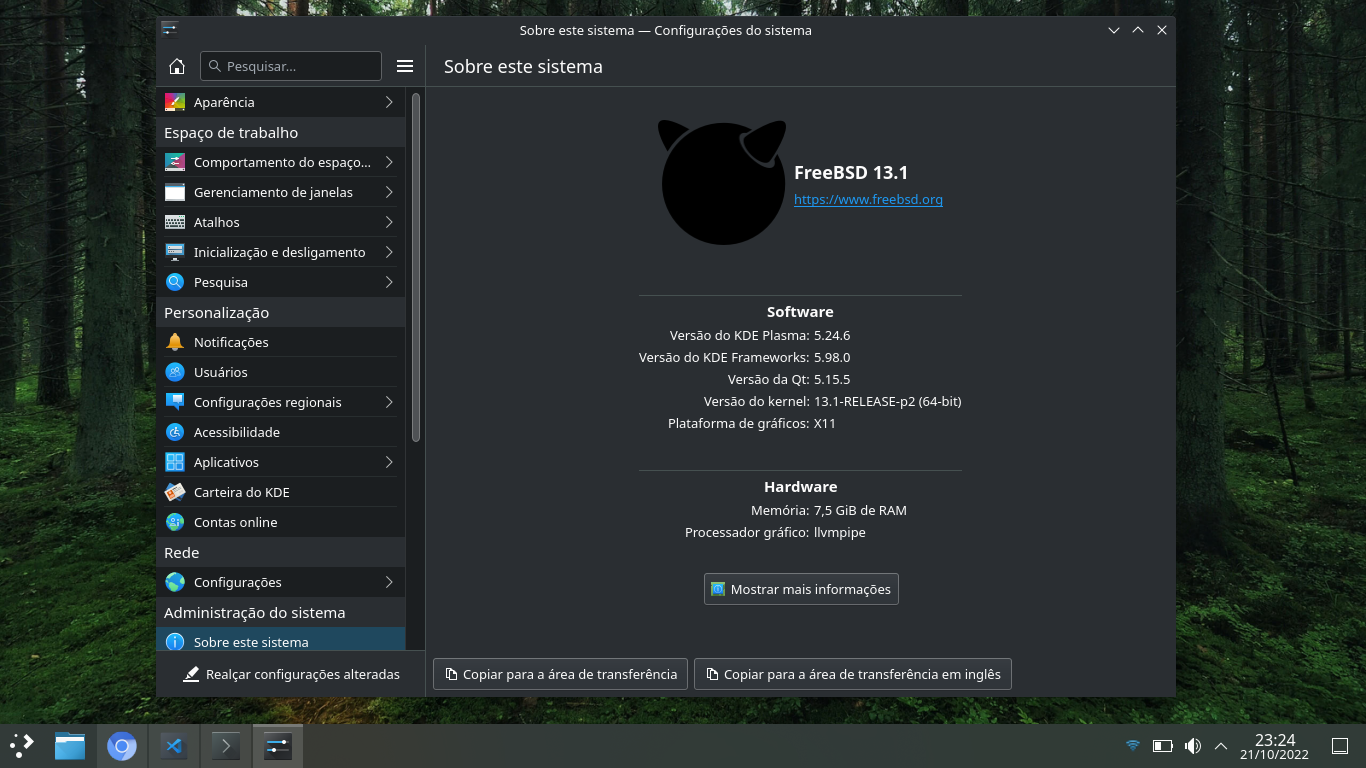 Sobre este sistema — Configurações do sistema
Pesquisar...
Sobre este sistema
Aparência
Espaço de trabalho
Comportamento do espaço...
Gerenciamento de janelas
Atalhos
Inicialização e desligamento
Pesquisa
Personalização
Notificações
Usuários
Configurações regionais
Acessibilidade
Aplicativos
Carteira do KDE
Contas online
Rede
Configurações
Administração do sistema
Sobre este sistema
Realçar configurações alteradas
FreeBSD 13.1
https://www.freebsd.org
Software
Versão do KDE Plasma: 5.24.6
Versão do KDE Frameworks: 5.98.0
Versão da Qt: 5.15.5
Versão do kernel: 13.1-RELEASE-p2 (64-bit)
Plataforma de gráficos: X11
Hardware
Memória: 7,5 GiB de RAM
Processador gráfico: llvmpipe
Mostrar mais informações
Copiar para a área de transferência
Copiar para a área de transferência em inglês
23:24
21/10/2022